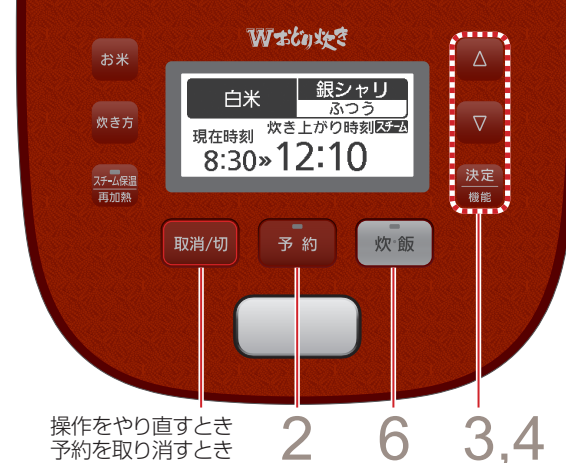 Wおどり炊き
お米
炊き方
スチーム保温
再加熱
白米
銀シャリ
ふつう
現在時刻
炊き上がり時刻スチーム
8:30»12:10
△
▽
決定
機能
取消/切
予約
炊飯
操作をやり直すとき
予約を取り消すとき
2
6
3,4